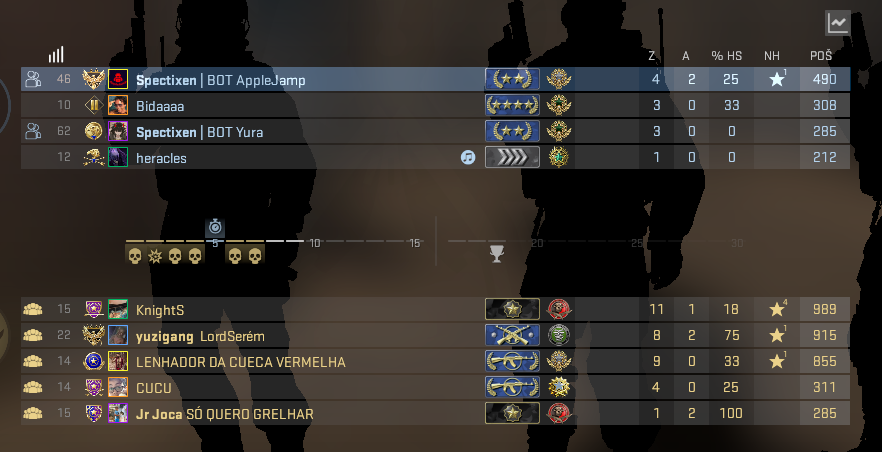 Z A % HS NH POŚ
46 Spectixen | BOT AppleJamp 4 2 25 1 490
10 Bidaaaa 3 0 33 308
62 Spectixen | BOT Yura 3 0 0 285
12 heracles 1 0 0 212
5 10 15 20 25 30
15 KnightS 11 1 18 4 989
22 yuzigang LordSerém 8 2 75 1 915
14 LENHADOR DA CUECA VERMELHA 9 0 33 1 855
14 CUCU 4 0 25 311
15 Jr Joca SÓ QUERO GRELHAR 1 2 100 285